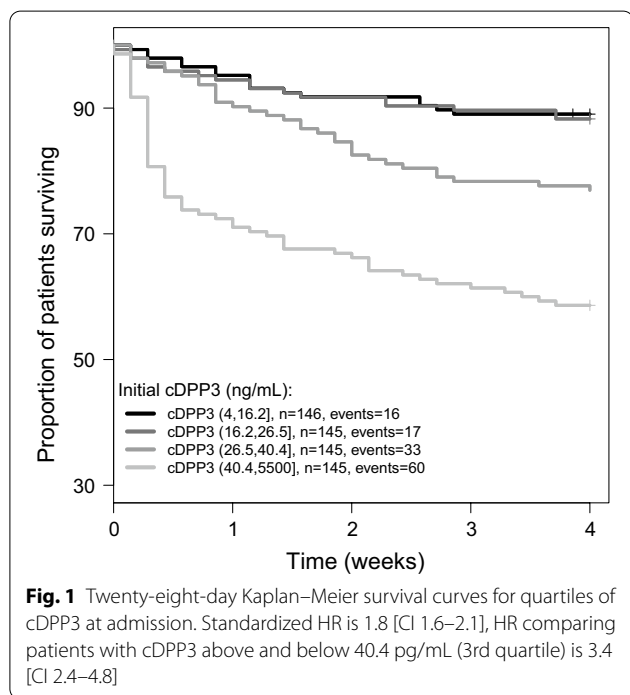 90
70
50
30
Proportion of patients surviving
Initial cDPP3 (ng/mL):
cDPP3 (4,16.2], n=146, events=16
cDPP3 (16.2,26.5], n=145, events=17
cDPP3 (26.5,40.4], n=145, events=33
cDPP3 (40.4,5500], n=145, events=60
0 1 2 3 4
Time (weeks)
Fig. 1 Twenty-eight-day Kaplan–Meier survival curves for quartiles of
cDPP3 at admission. Standardized HR is 1.8 [CI 1.6–2.1], HR comparing
patients with cDPP3 above and below 40.4 pg/mL (3rd quartile) is 3.4
[CI 2.4–4.8]